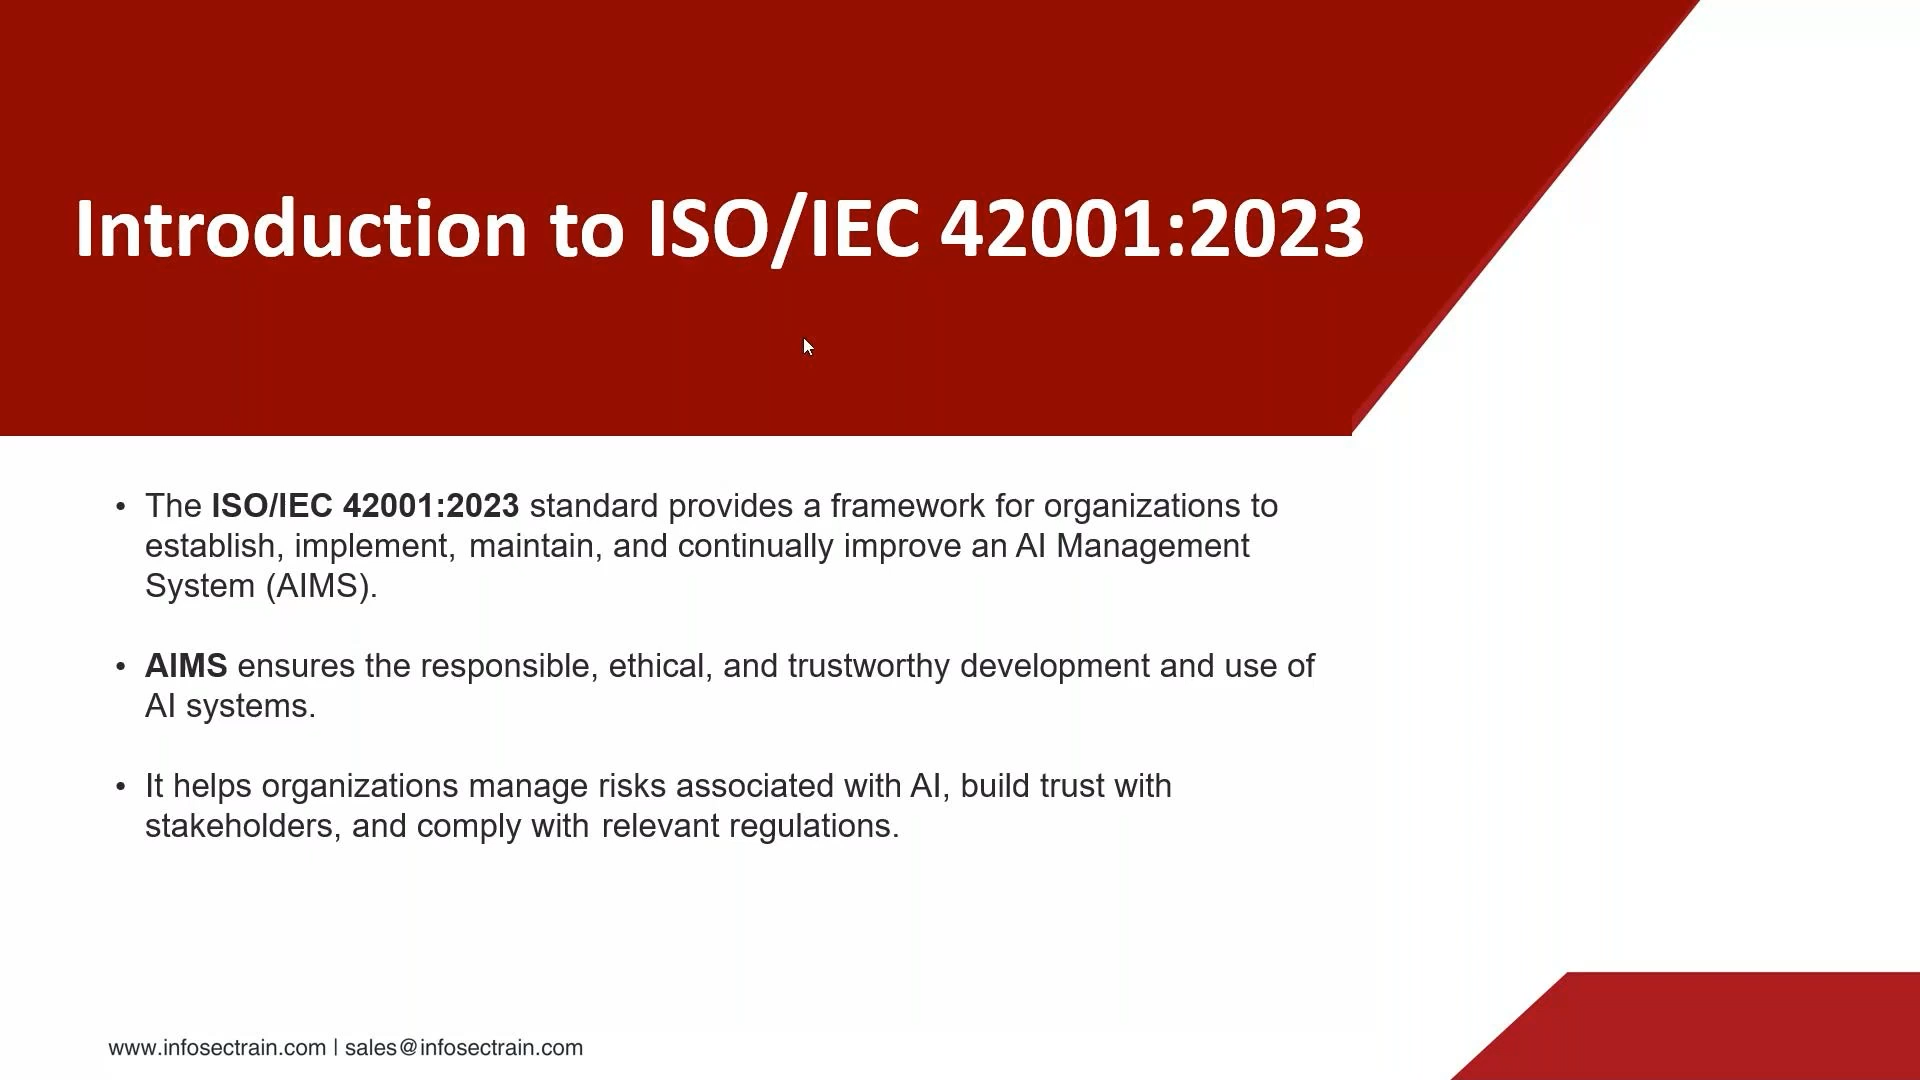 Introduction to ISO/IEC 42001:2023
• The ISO/IEC 42001:2023 standard provides a framework for organizations to
establish, implement, maintain, and continually improve an AI Management
System (AIMS).
• AIMS ensures the responsible, ethical, and trustworthy development and use of
AI systems.
• It helps organizations manage risks associated with AI, build trust with
stakeholders, and comply with relevant regulations.
www.infosectrain.com | sales@infosectrain.com